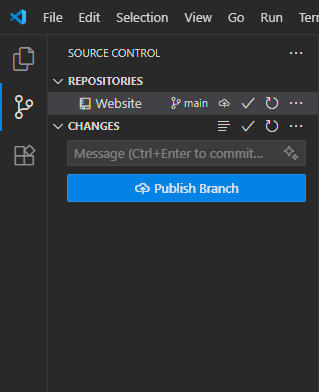 File Edit Selection View Go Run Ter
SOURCE CONTROL
REPOSITORIES
Website main
CHANGES
Message (Ctrl+Enter to commit...
Publish Branch